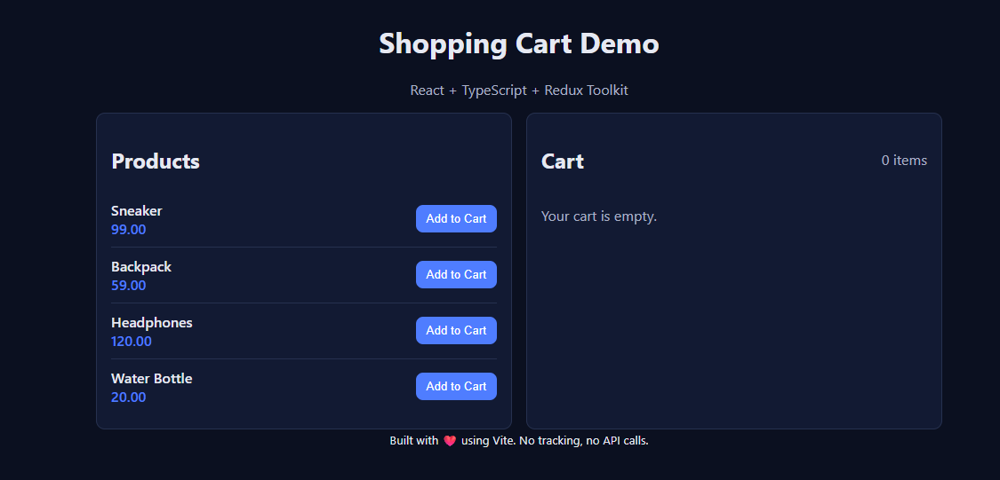 Shopping Cart Demo
React + TypeScript + Redux Toolkit
Products
Sneaker
99.00
Add to Cart
Backpack
59.00
Add to Cart
Headphones
120.00
Add to Cart
Water Bottle
20.00
Add to Cart
Cart
0 items
Your cart is empty.
Built with ❤️ using Vite. No tracking, no API calls.